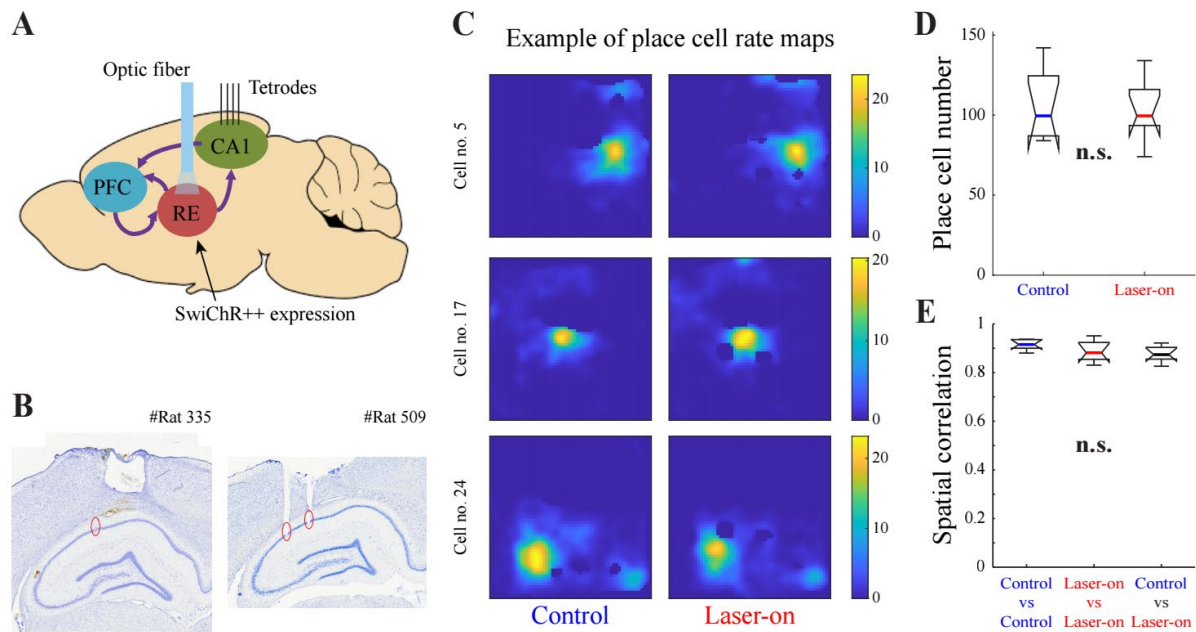 A
Optic fiber
Tetrodes
CA1
PFC
RE
SwiChR++ expression
B
#Rat 335
#Rat 509
C
Example of place cell rate maps
Cell no. 5
20
10
0
Cell no. 17
20
10
0
Cell no. 24
20
10
0
Control
Laser-on
D
150
100
50
0
Place cell number
n.s.
Control
Laser-on
E
1
0.8
0.6
0.4
0.2
0
Spatial correlation
n.s.
Control
vs
Control
Laser-on
vs
Laser-on
Control
vs
Laser-on